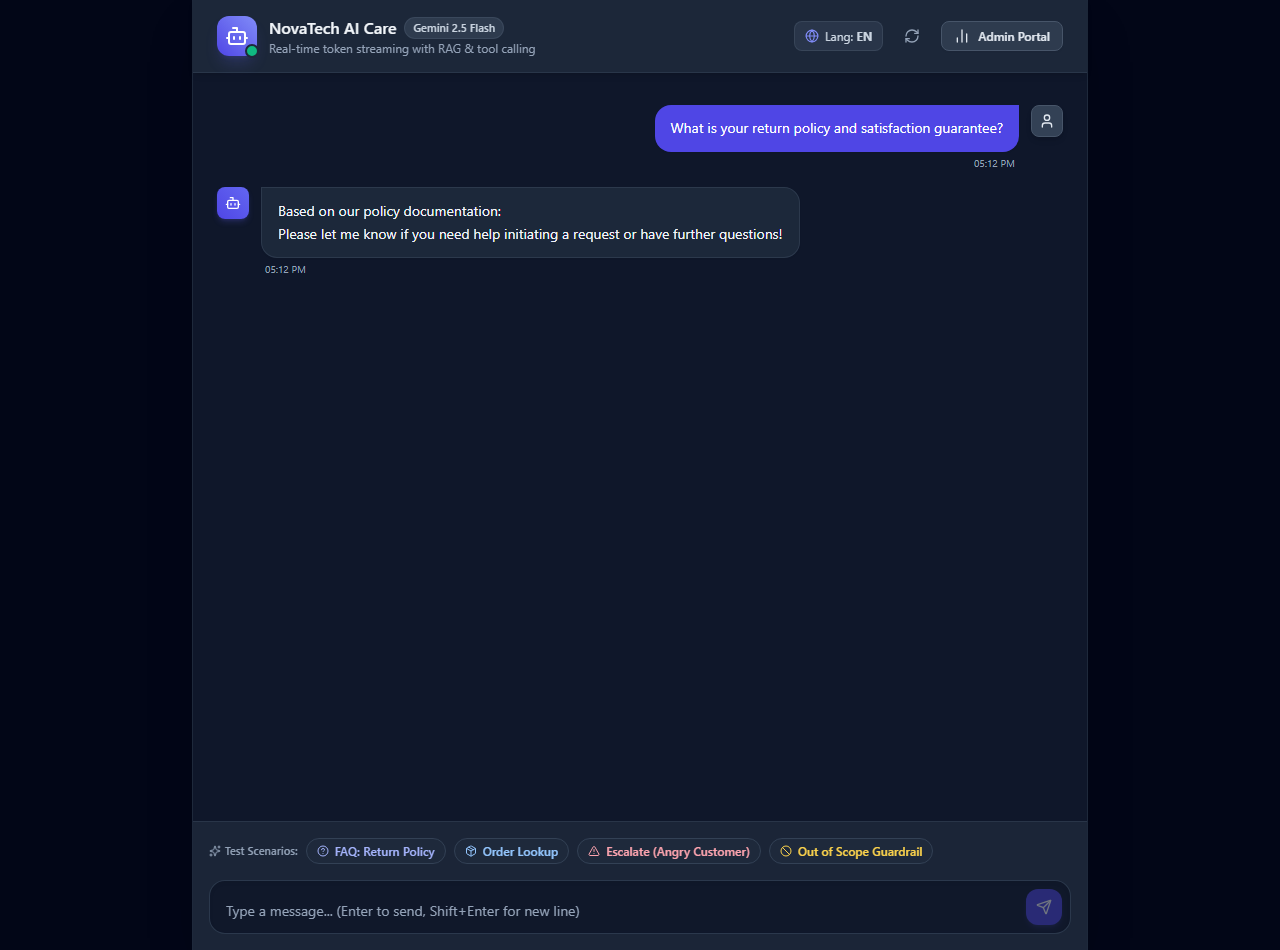 NovaTech AI Care
Gemini 2.5 Flash
Real-time token streaming with RAG & tool calling
Lang: EN
Admin Portal
What is your return policy and satisfaction guarantee?
05:12 PM
Based on our policy documentation:
Please let me know if you need help initiating a request or have further questions!
05:12 PM
Test Scenarios:
FAQ: Return Policy
Order Lookup
Escalate (Angry Customer)
Out of Scope Guardrail
Type a message... (Enter to send, Shift+Enter for new line)